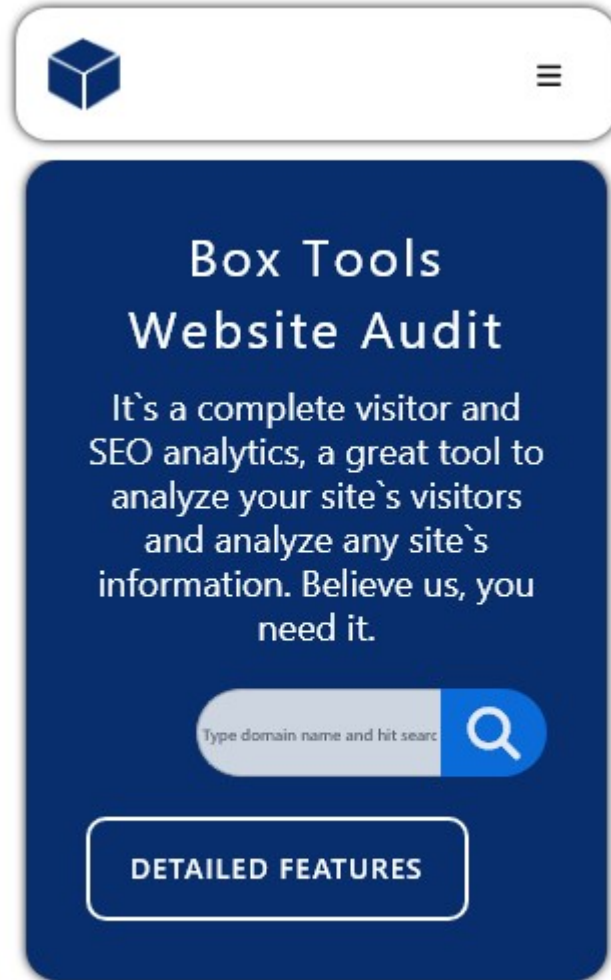 Box Tools
Website Audit
It`s a complete visitor and
SEO analytics, a great tool to
analyze your site`s visitors
and analyze any site`s
information. Believe us, you
need it.
Type domain name and hit searc
DETAILED FEATURES